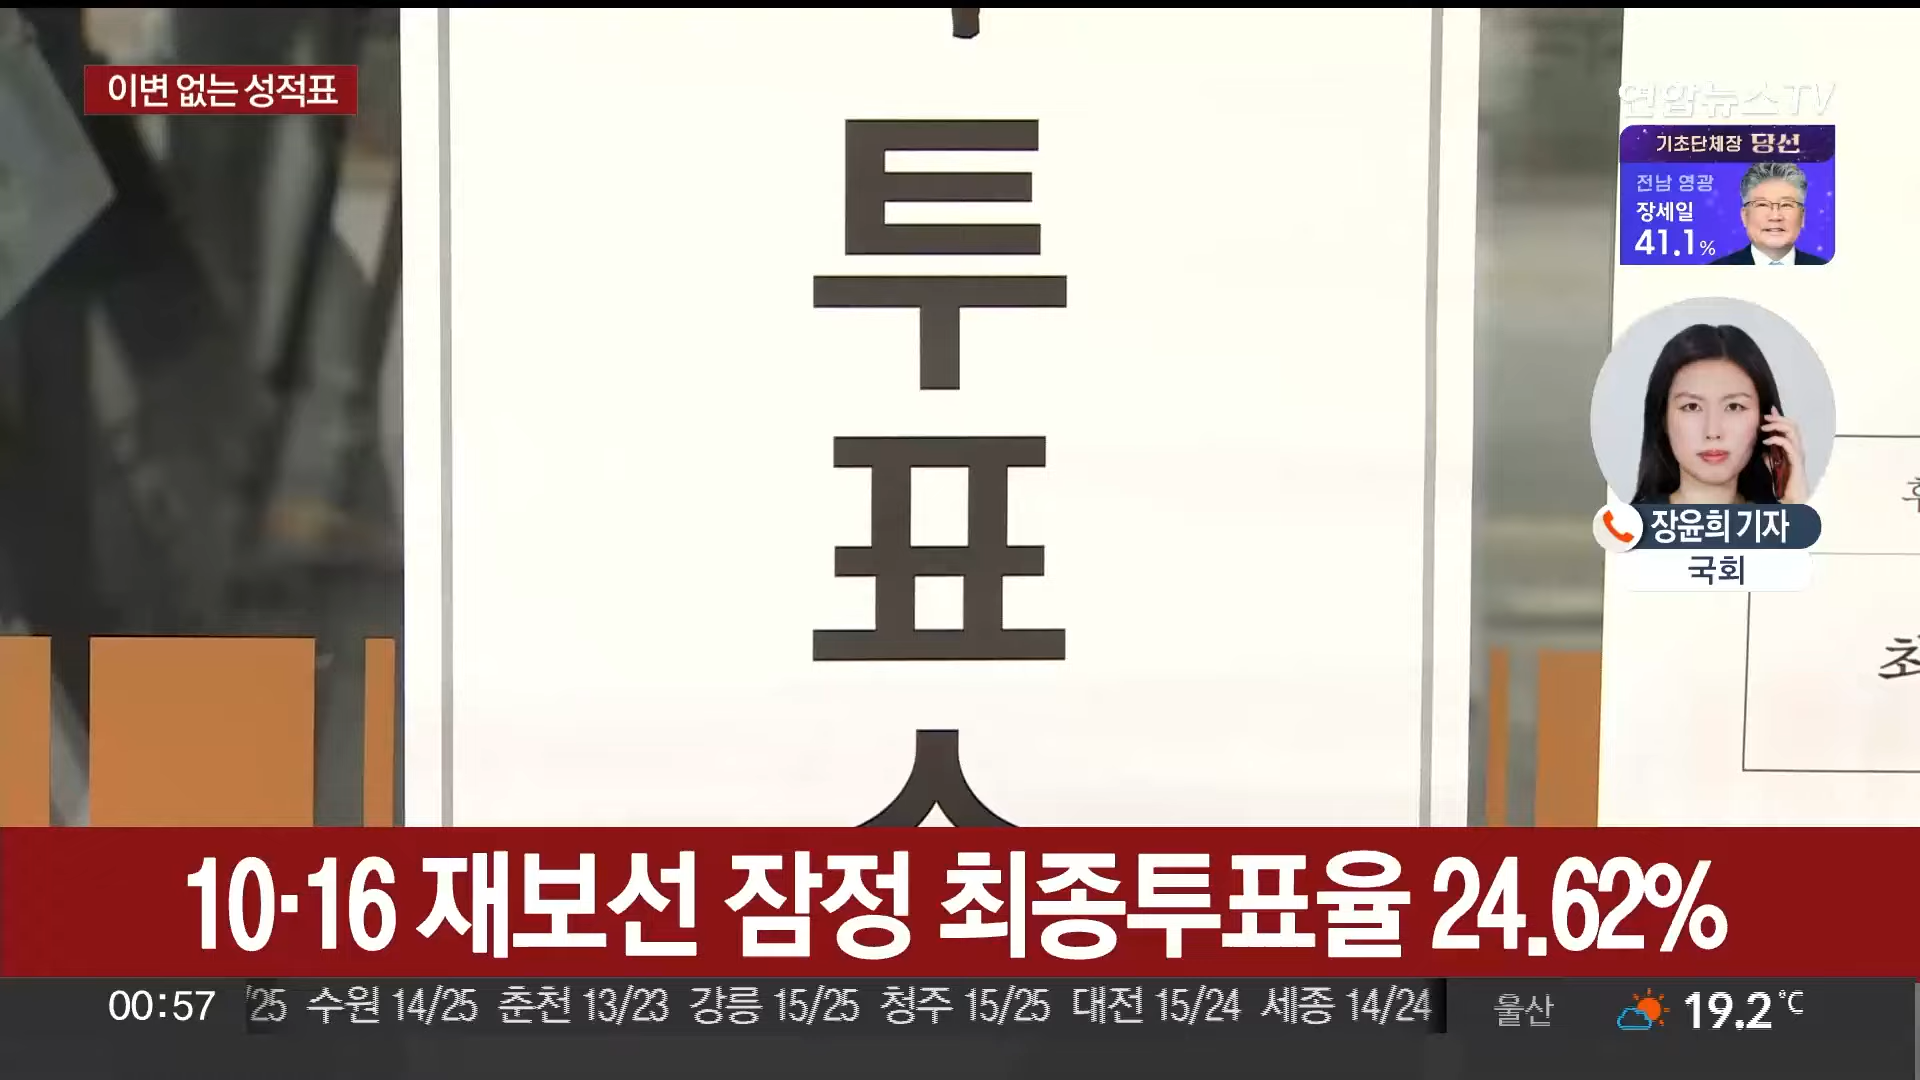 이변 없는 성적표
연합뉴스TV
기초단체장 당선
전남 영광
장세일
41.1%
투
표
장윤희 기자
국회
10·16 재보선 잠정 최종투표율 24.62%
00:57
/25 수원 14/25 춘천 13/23 강릉 15/25 청주 15/25 대전 15/24 세종 14/24
울산
19.2℃